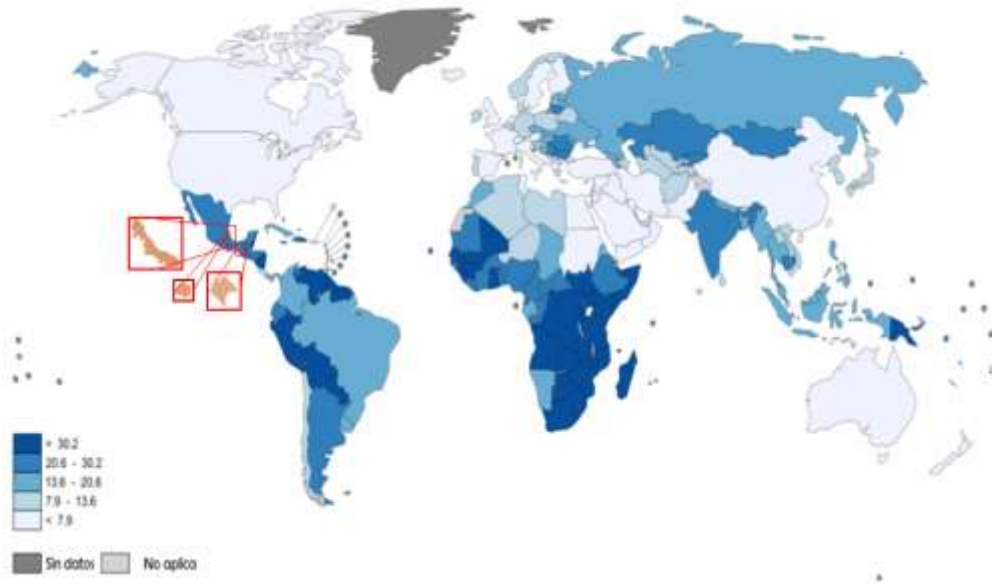 > 30.2
20.6 - 30.2
13.6 - 20.6
7.9 - 13.6
< 7.9
Sin datos
No aplica